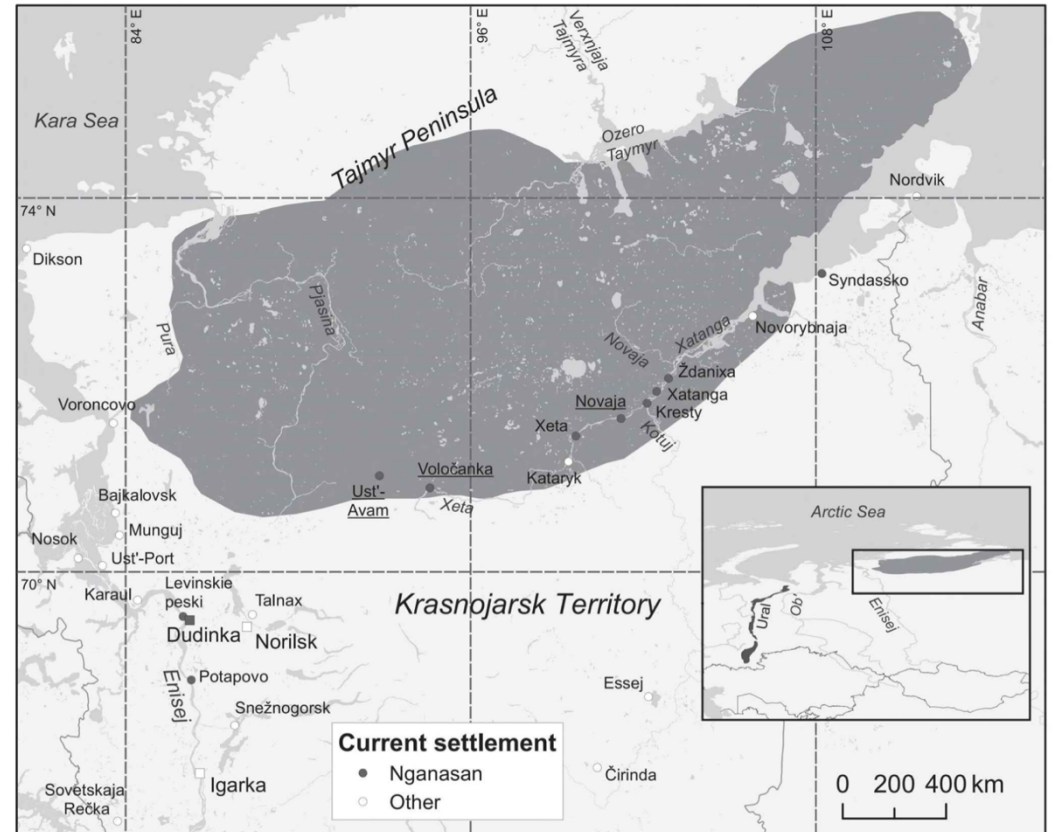 84° E
96° E
108° E
Verxnjaja
Tajmyra
Kara Sea
Tajmyr Peninsula
Ozero
Taymyr
74° N
Nordvik
Dikson
Syndassko
Anabar
Pjasina
Pura
Novorybnaja
Xatanga
Novaja
Ždanixa
Xatanga
Novaja
Kresty
Voroncovo
Xeta
Kotuj
Kataryk
Voločanka
Ust'-
Avam
Xeta
Bajkalovsk
Munguj
Nosok
Ust'-Port
70° N
Karaul
Levinskie
peski
Talnax
Dudinka
Norilsk
Krasnojarsk Territory
Potapovo
Enisej
Snežnogorsk
Essej
Igarka
Čirinda
Sovetskaja
Rečka
Current settlement
Nganasan
Other
Arctic Sea
Ural
Ob'
Enisej
0 200 400 km